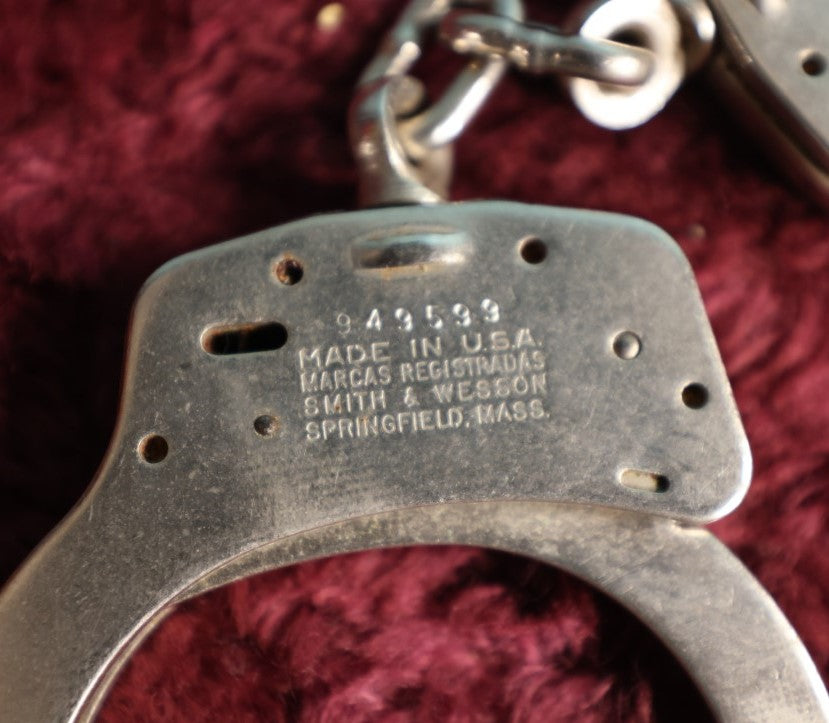 949599
MADE IN U.S.A.
MARCAS REGISTRADAS
SMITH & WESSON
SPRINGFIELD, MASS.